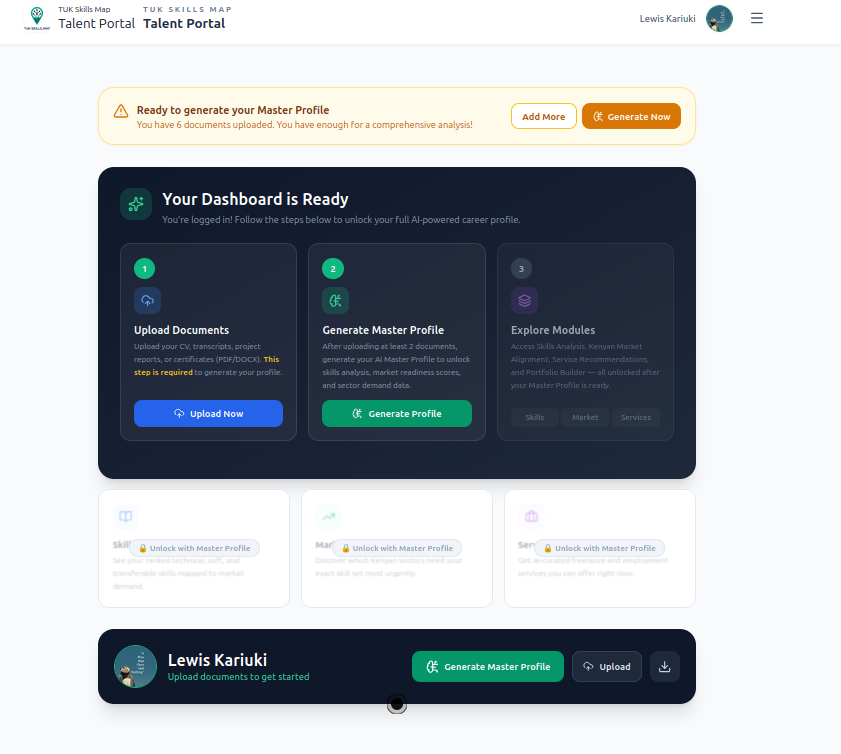 TUK Skills Map
Talent Portal
TUK SKILLS MAP
Talent Portal
TUK SKILLS MAP
Lewis Kariuki
Ready to generate your Master Profile
You have 6 documents uploaded. You have enough for a comprehensive analysis!
Add More
Generate Now
Your Dashboard is Ready
You're logged in! Follow the steps below to unlock your full AI-powered career profile.
1
Upload Documents
Upload your CV, transcripts, project
reports, or certificates (PDF/DOCX). This
step is required to generate your profile.
Upload Now
2
Generate Master Profile
After uploading at least 2 documents,
generate your AI Master Profile to unlock
skills analysis, market readiness scores,
and sector demand data.
Generate Profile
3
Explore Modules
Access Skills Analysis, Kenyan Market
Alignment, Service Recommendations,
and Portfolio Builder — all unlocked after
your Master Profile is ready.
Skills
Market
Services
🔒 Unlock with Master Profile
See your ranked technical, soft, and
transferable skills mapped to market
demand.
🔒 Unlock with Master Profile
Discover which Kenyan sectors need your
exact skill set most urgently.
🔒 Unlock with Master Profile
Get AI-curated freelance and employment
services you can offer right now.
Lewis Kariuki
Upload documents to get started
Generate Master Profile
Upload